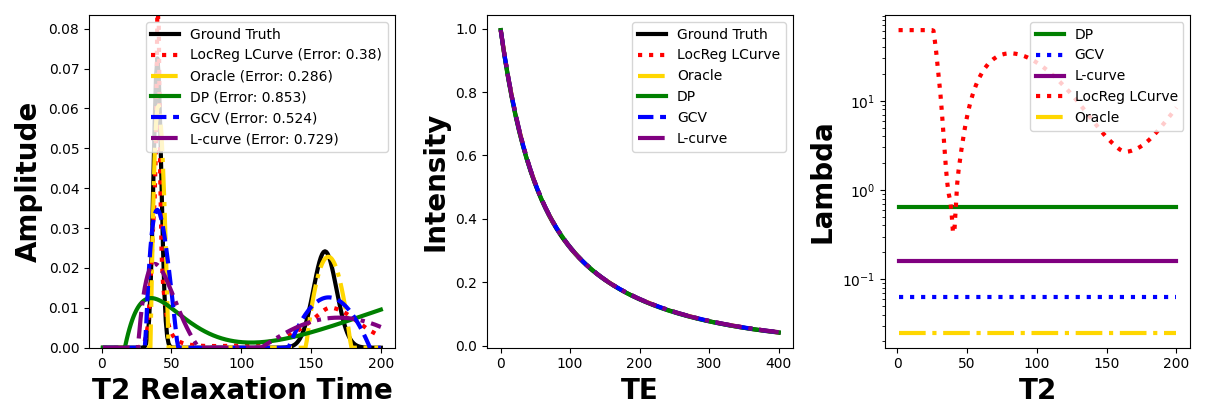 Amplitude
0.08
0.07
0.06
0.05
0.04
0.03
0.02
0.01
0.00
Ground Truth
LocReg LCurve (Error: 0.38)
Oracle (Error: 0.286)
DP (Error: 0.853)
GCV (Error: 0.524)
L-curve (Error: 0.729)
0 50 100 150 200
T2 Relaxation Time
Intensity
1.0
0.8
0.6
0.4
0.2
0.0
Ground Truth
LocReg LCurve
Oracle
DP
GCV
L-curve
0 100 200 300 400
TE
Lambda
10¹
10⁰
10⁻¹
DP
GCV
L-curve
LocReg LCurve
Oracle
0 50 100 150 200
T2